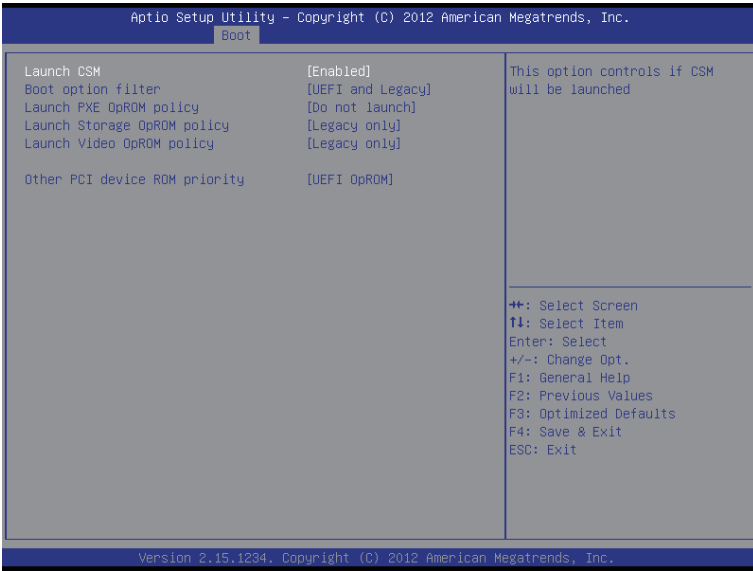 Aptio Setup Utility – Copyright (C) 2012 American Megatrends, Inc.
Boot
Launch CSM [Enabled]
Boot option filter [UEFI and Legacy]
Launch PXE OpROM policy [Do not launch]
Launch Storage OpROM policy [Legacy only]
Launch Video OpROM policy [Legacy only]
Other PCI device ROM priority [UEFI OpROM]
This option controls if CSM
will be launched
→←: Select Screen
↑↓: Select Item
Enter: Select
+/-: Change Opt.
F1: General Help
F2: Previous Values
F3: Optimized Defaults
F4: Save & Exit
ESC: Exit
Version 2.15.1234. Copyright (C) 2012 American Megatrends, Inc.